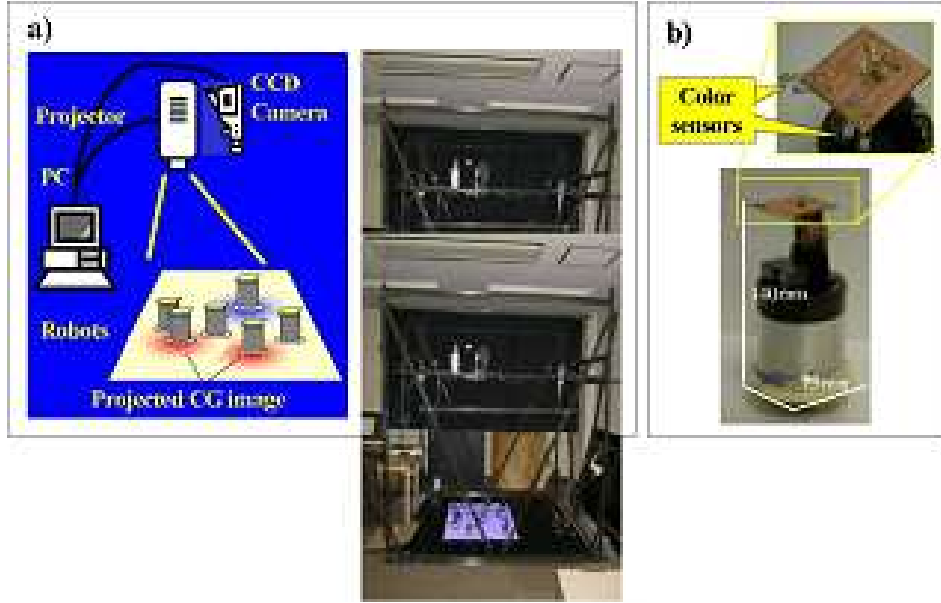 a)
CCD
Camera
Projector
PC
Robots
Projected CG image
b)
Color
sensors